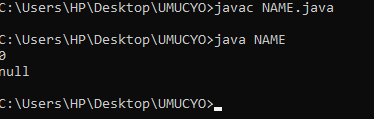 C:\Users\HP\Desktop\UMUCYO>javac NAME.java
C:\Users\HP\Desktop\UMUCYO>java NAME
0
null
C:\Users\HP\Desktop\UMUCYO>